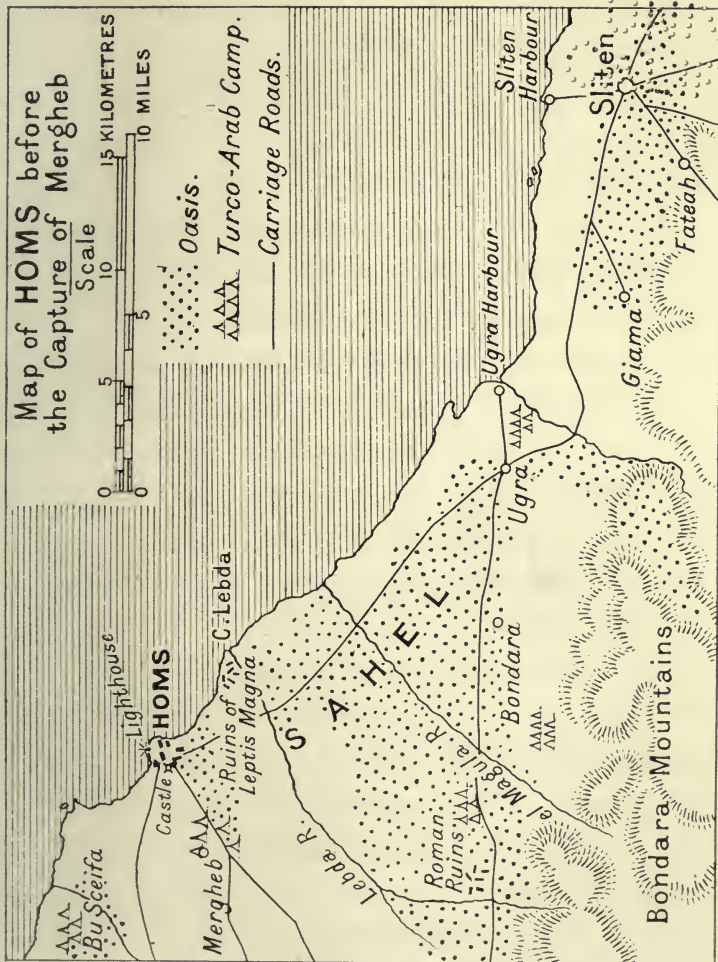 Map of HOMS before
the Capture of Mergheb
Scale
0 5 10 15 KILOMETRES
0 5 10 MILES
Oasis.
Turco-Arab Camp.
Carriage Roads.
Bu Sceifa
Lighthouse
HOMS
Castle
Mergheb
C. Lebda
Ruins of
Leptis Magna
Lebda R.
SAHEL
Roman
Ruins
el Magula R.
Bondara
Bondara Mountains
Ugra Harbour
Ugra
Sliten
Harbour
Sliten
Giama
Fateah